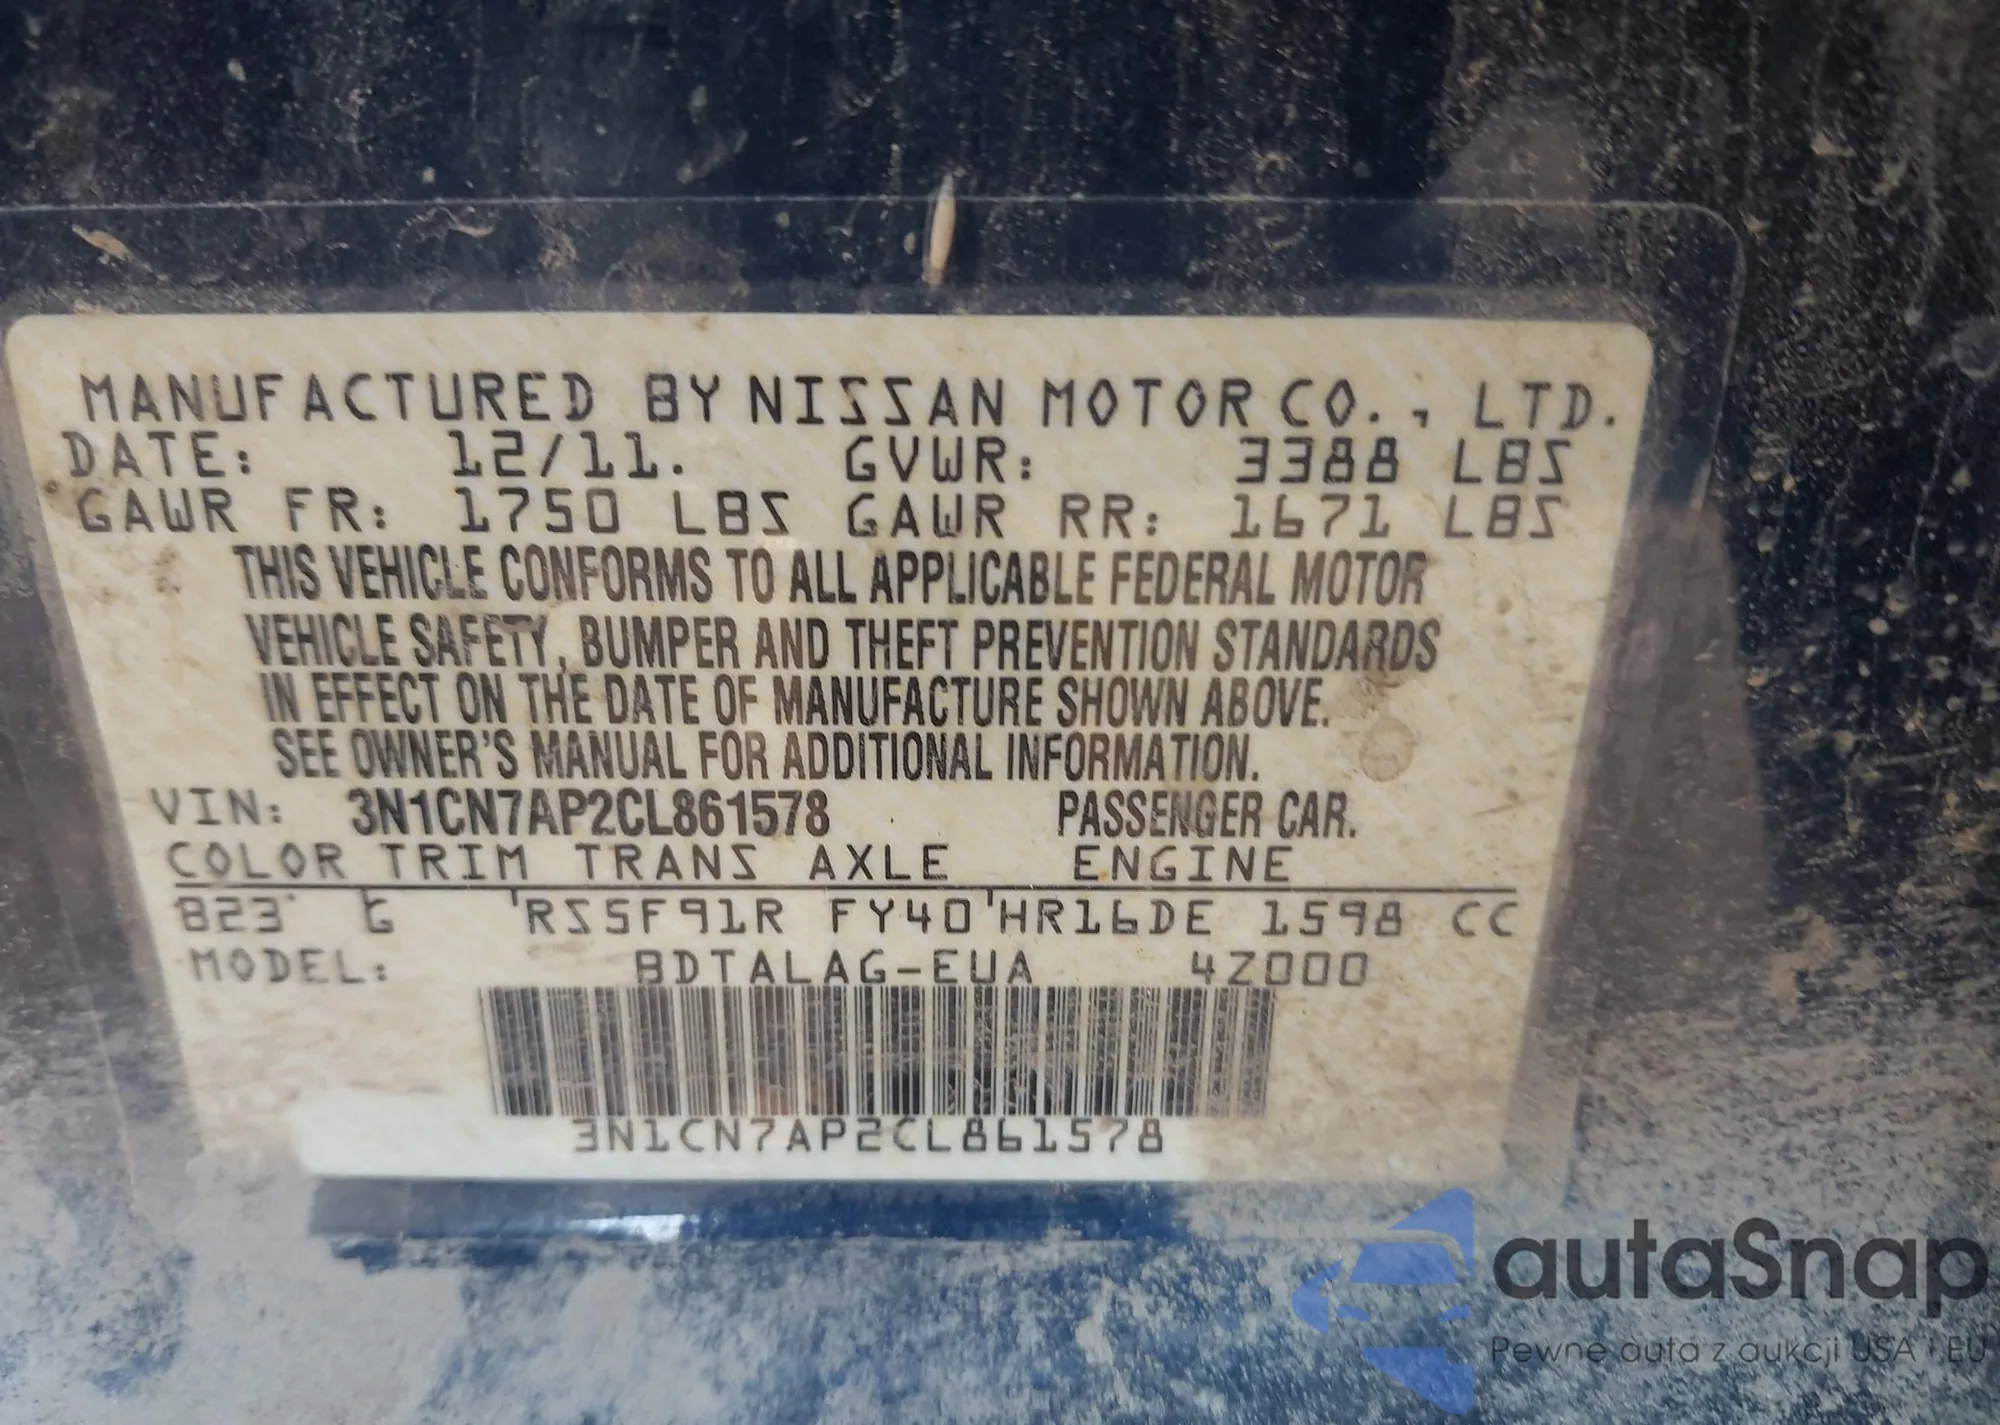 MANUFACTURED BY NISSAN MOTOR CO., LTD.
DATE: 12/11. GVWR: 3388 LBS
GAWR FR: 1750 LBS GAWR RR: 1671 LBS
THIS VEHICLE CONFORMS TO ALL APPLICABLE FEDERAL MOTOR
VEHICLE SAFETY, BUMPER AND THEFT PREVENTION STANDARDS
IN EFFECT ON THE DATE OF MANUFACTURE SHOWN ABOVE.
SEE OWNER'S MANUAL FOR ADDITIONAL INFORMATION.
VIN: 3N1CN7AP2CL861578 PASSENGER CAR.
COLOR TRIM TRANS AXLE ENGINE
B23 G RS5F91R FY40 HR16DE 1598 CC
MODEL: BDTALAG-EUA 4Z000
3N1CN7AP2CL861578
autaSnap
Pewne auta z aukcji USA i EU